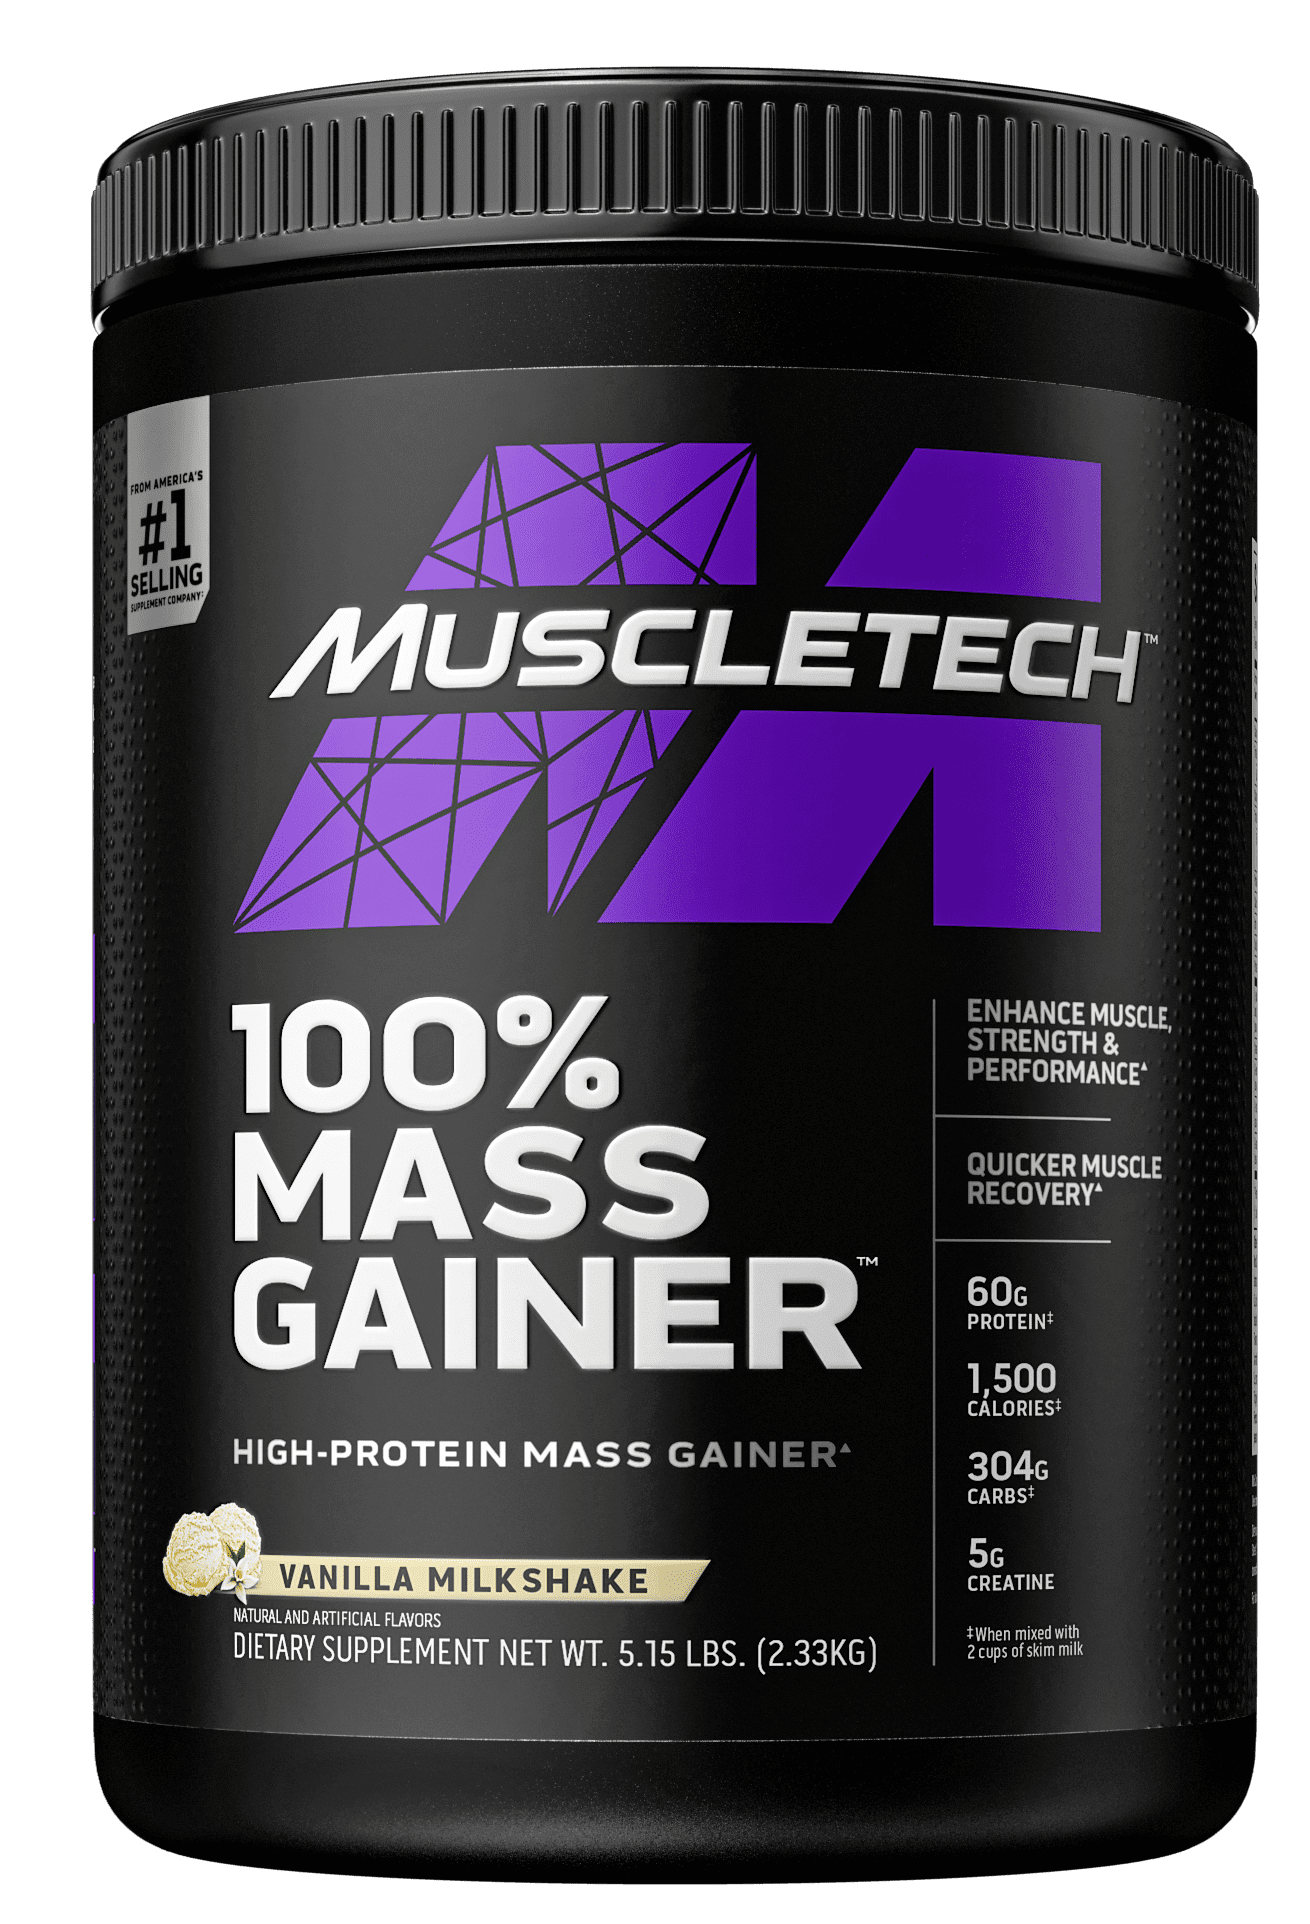 FROM AMERICA'S
#1
SELLING
SUPPLEMENT COMPANY‡
MUSCLETECH™
100%
MASS
GAINER™
HIGH-PROTEIN MASS GAINER▲
VANILLA MILKSHAKE
NATURAL AND ARTIFICIAL FLAVORS
DIETARY SUPPLEMENT NET WT. 5.15 LBS. (2.33KG)
ENHANCE MUSCLE,
STRENGTH &
PERFORMANCE▲
QUICKER MUSCLE
RECOVERY▲
60G
PROTEIN‡
1,500
CALORIES‡
304G
CARBS‡
5G
CREATINE
‡When mixed with
2 cups of skim milk